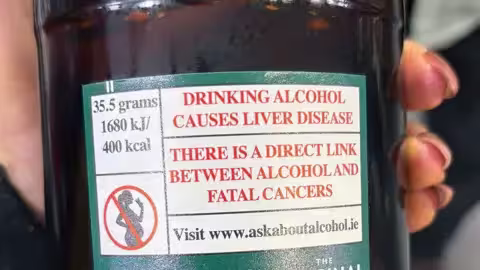 35.5 grams
1680 kJ/
400 kcal
DRINKING ALCOHOL
CAUSES LIVER DISEASE
THERE IS A DIRECT LINK
BETWEEN ALCOHOL AND
FATAL CANCERS
Visit www.askaboutalcohol.ie
THE